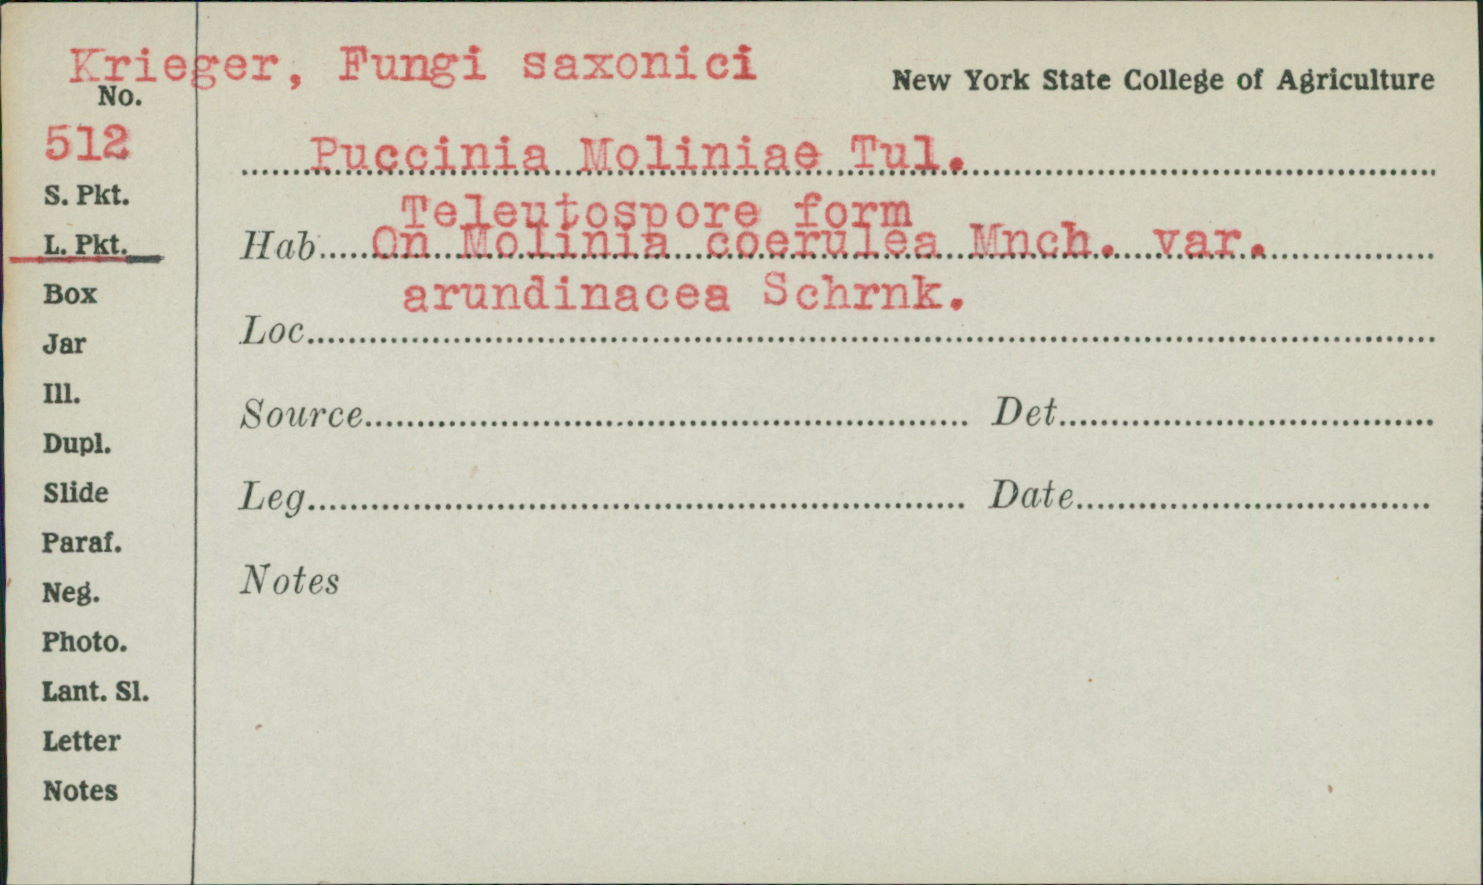 Krieger, Fungi saxonici
New York State College of Agriculture
No.
512
Puccinia Moliniae Tul.
Teleutospore form
Hab. On Molinia coerulea Mnch. var.
arundinacea Schrnk.
Loc.
Source
Det.
Leg.
Date
Notes
S. Pkt.
L. Pkt.
Box
Jar
Ill.
Dupl.
Slide
Paraf.
Neg.
Photo.
Lant. Sl.
Letter
Notes